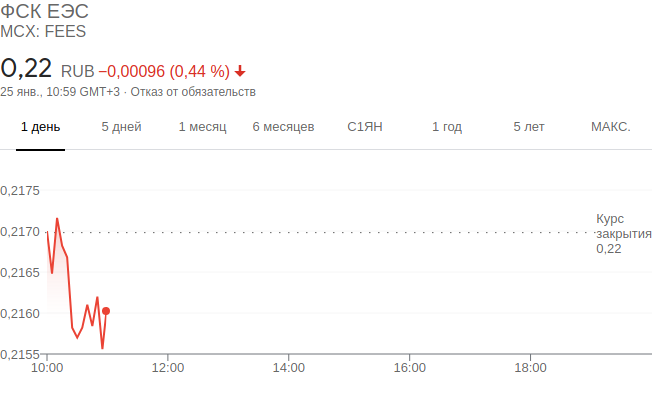 ФСК ЕЭС
MCX: FEES
0,22 RUB −0,00096 (0,44 %)
25 янв., 10:59 GMT+3 · Отказ от обязательств
1 день 5 дней 1 месяц 6 месяцев С1ЯН 1 год 5 лет МАКС.
0,2175
0,2170
0,2165
0,2160
0,2155
Курс
закрытия
0,22
10:00 12:00 14:00 16:00 18:00